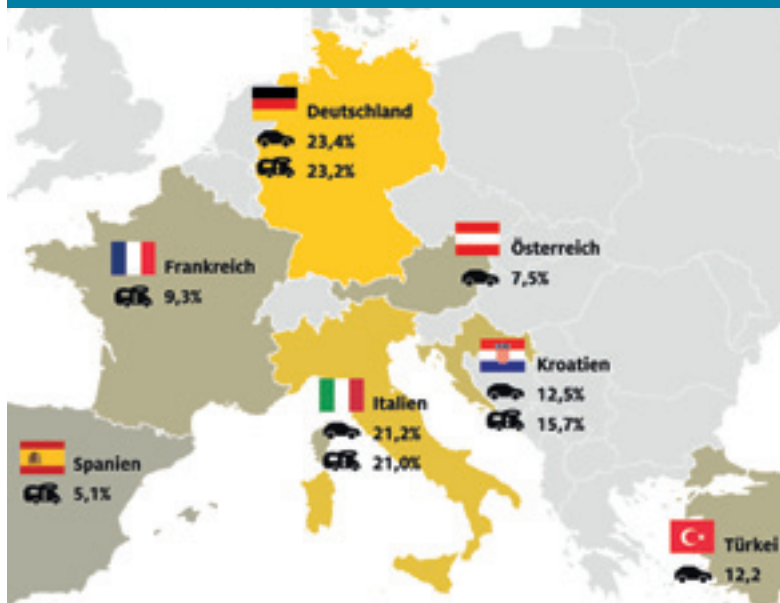 Deutschland
23,4%
23,2%
Frankreich
9,3%
Österreich
7,5%
Kroatien
12,5%
15,7%
Italien
21,2%
21,0%
Spanien
5,1%
Türkei
12,2